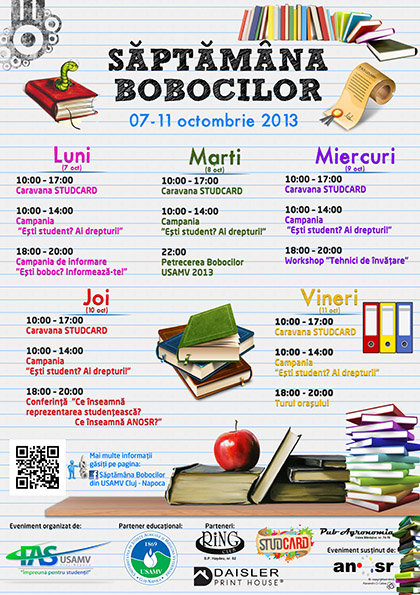 SĂPTĂMÂNA
BOBOCILOR
07-11 octombrie 2013
Luni
(7 oct)
10:00 - 17:00
Caravana STUDCARD
10:00 - 14:00
Campania
"Ești student? Ai drepturi!"
18:00 - 20:00
Campania de informare
"Ești boboc? Informează-te!"
Marti
(8 oct)
10:00 - 17:00
Caravana STUDCARD
10:00 - 14:00
Campania
"Ești student? Ai drepturi!"
22:00
Petrecerea Bobocilor
USAMV 2013
Miercuri
(9 oct)
10:00 - 17:00
Caravana STUDCARD
10:00 - 14:00
Campania
"Ești student? Ai drepturi!"
18:00 - 20:00
Workshop "Tehnici de învățare"
Joi
(10 oct)
10:00 - 17:00
Caravana STUDCARD
10:00 - 14:00
Campania
"Ești student? Ai drepturi!"
18:00 - 20:00
Conferință "Ce înseamnă
reprezentarea studențească?
Ce înseamnă ANOSR?"
Vineri
(11 oct)
10:00 - 17:00
Caravana STUDCARD
10:00 - 14:00
Campania
"Ești student? Ai drepturi!"
18:00 - 20:00
Turul orașului
Mai multe informații
găsiți pe pagina:
Săptămâna Bobocilor
din USAMV Cluj - Napoca
Eveniment organizat de:
USAMV
"împreună pentru studenți!"
Partener educațional:
USAMV
Parteneri:
RING
STUDCARD
Pub Agronomia
DAISLER
PRINT HOUSE
Eveniment susținut de:
anosr